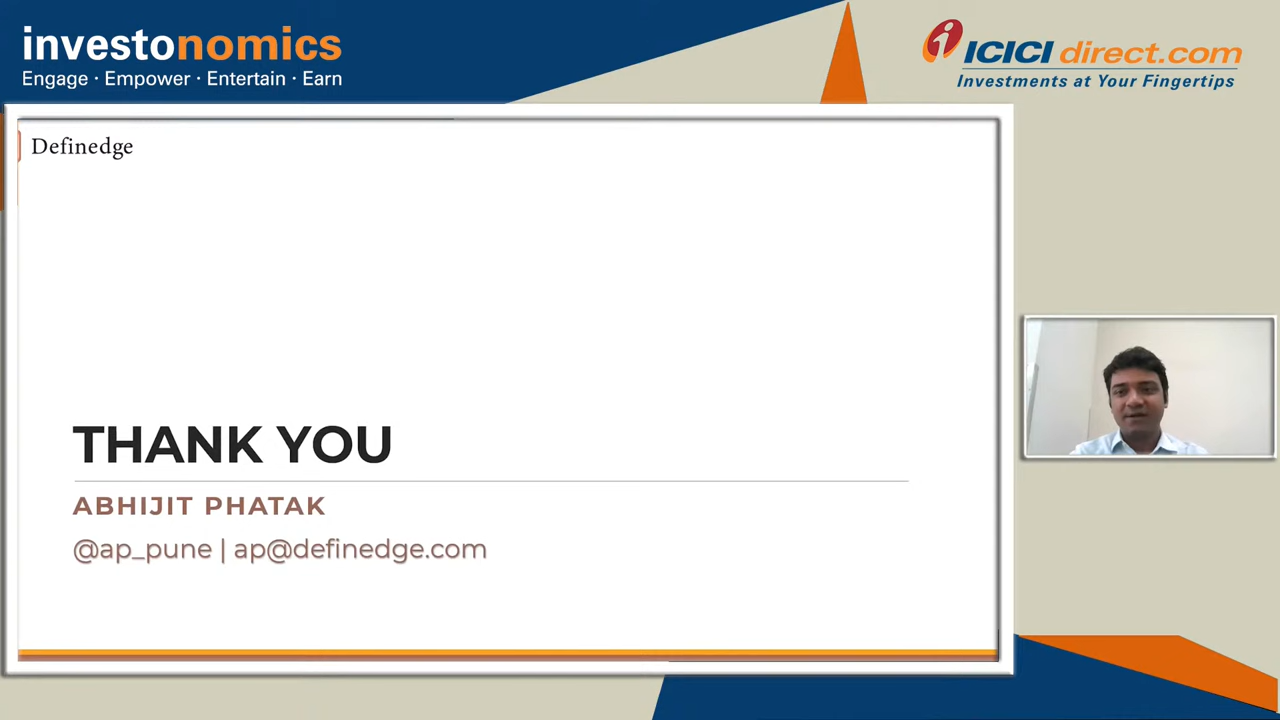 investonomics
Engage · Empower · Entertain · Earn
i ICICI direct.com
Investments at Your Fingertips
Definedge
THANK YOU
ABHIJIT PHATAK
@ap_pune | ap@definedge.com